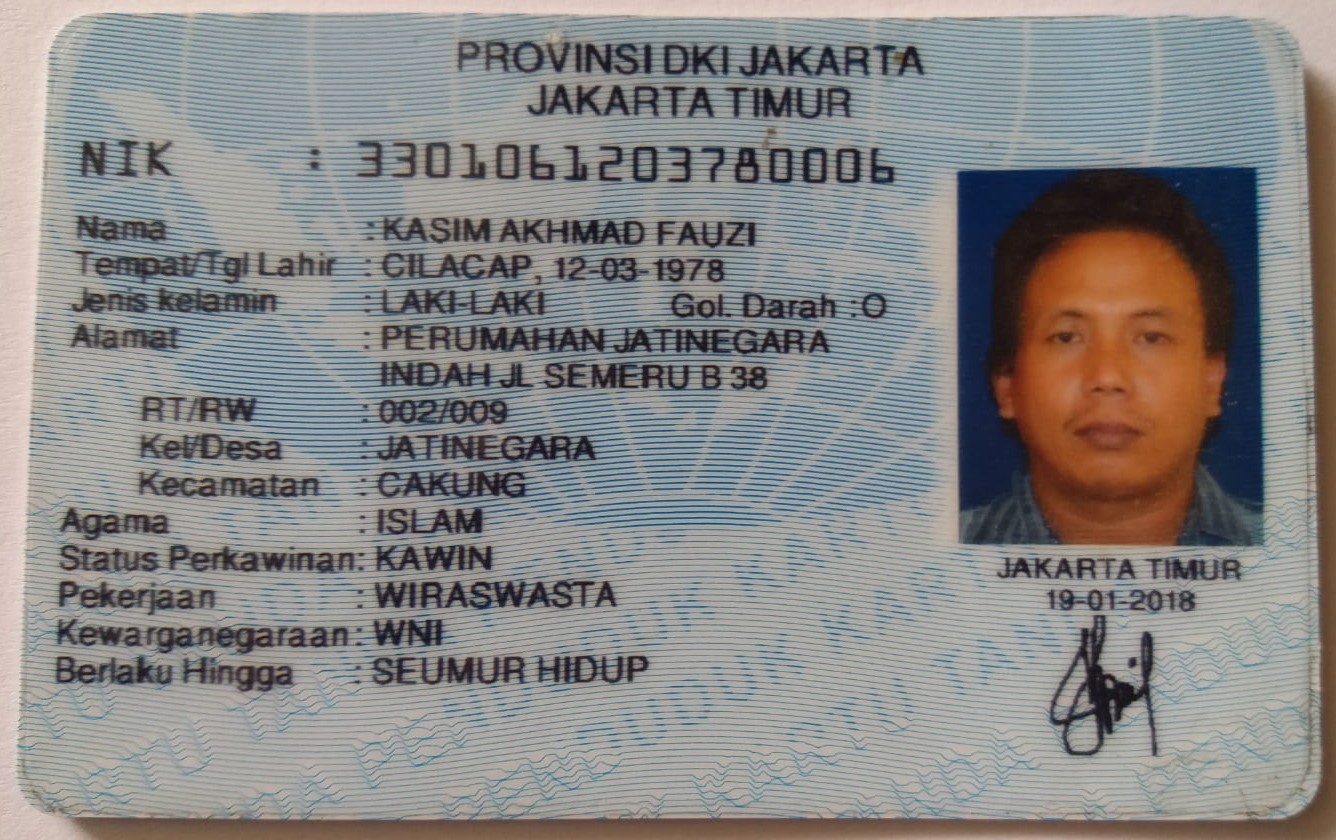 PROVINSI DKI JAKARTA
JAKARTA TIMUR
NIK : 3301061203780006
Nama : KASIM AKHMAD FAUZI
Tempat/Tgl Lahir : CILACAP, 12-03-1978
Jenis kelamin : LAKI-LAKI Gol. Darah : O
Alamat : PERUMAHAN JATINEGARA
INDAH JL SEMERU B 38
RT/RW : 002/009
Kel/Desa : JATINEGARA
Kecamatan : CAKUNG
Agama : ISLAM
Status Perkawinan: KAWIN
Pekerjaan : WIRASWASTA
Kewarganegaraan: WNI
Berlaku Hingga : SEUMUR HIDUP
JAKARTA TIMUR
19-01-2018